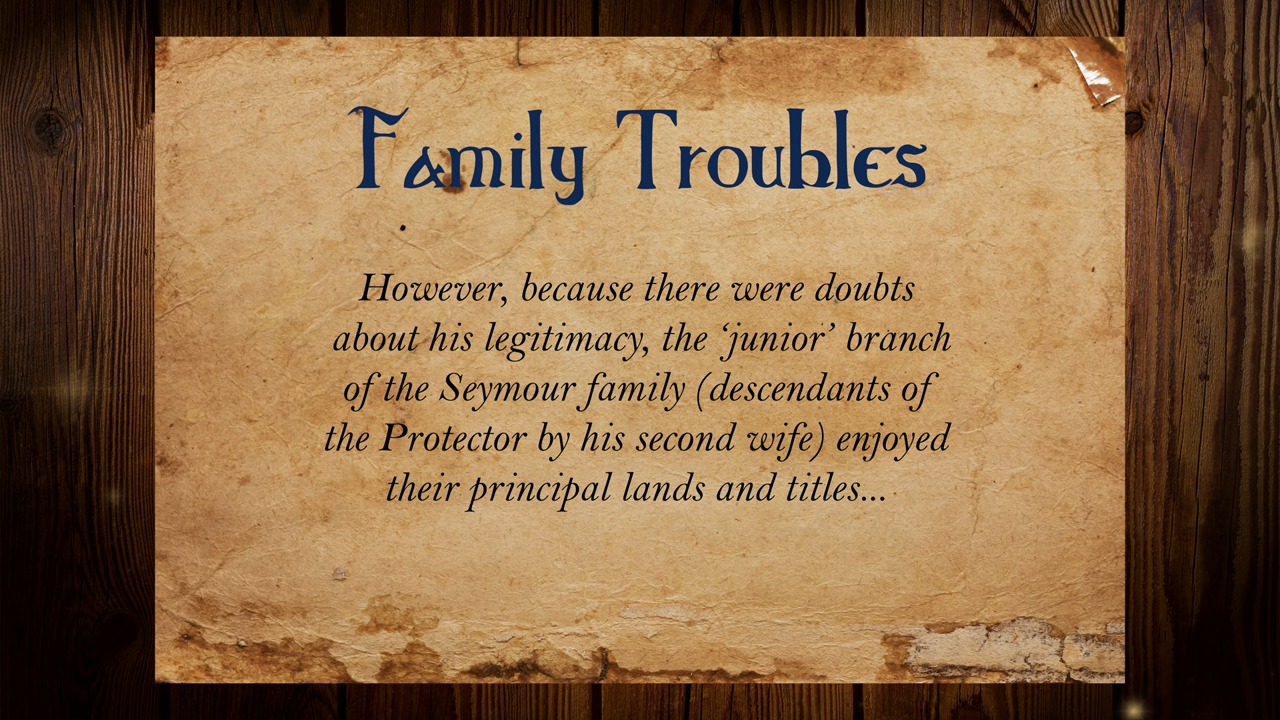 Family Troubles
However, because there were doubts
about his legitimacy, the ‘junior’ branch
of the Seymour family (descendants of
the Protector by his second wife) enjoyed
their principal lands and titles...